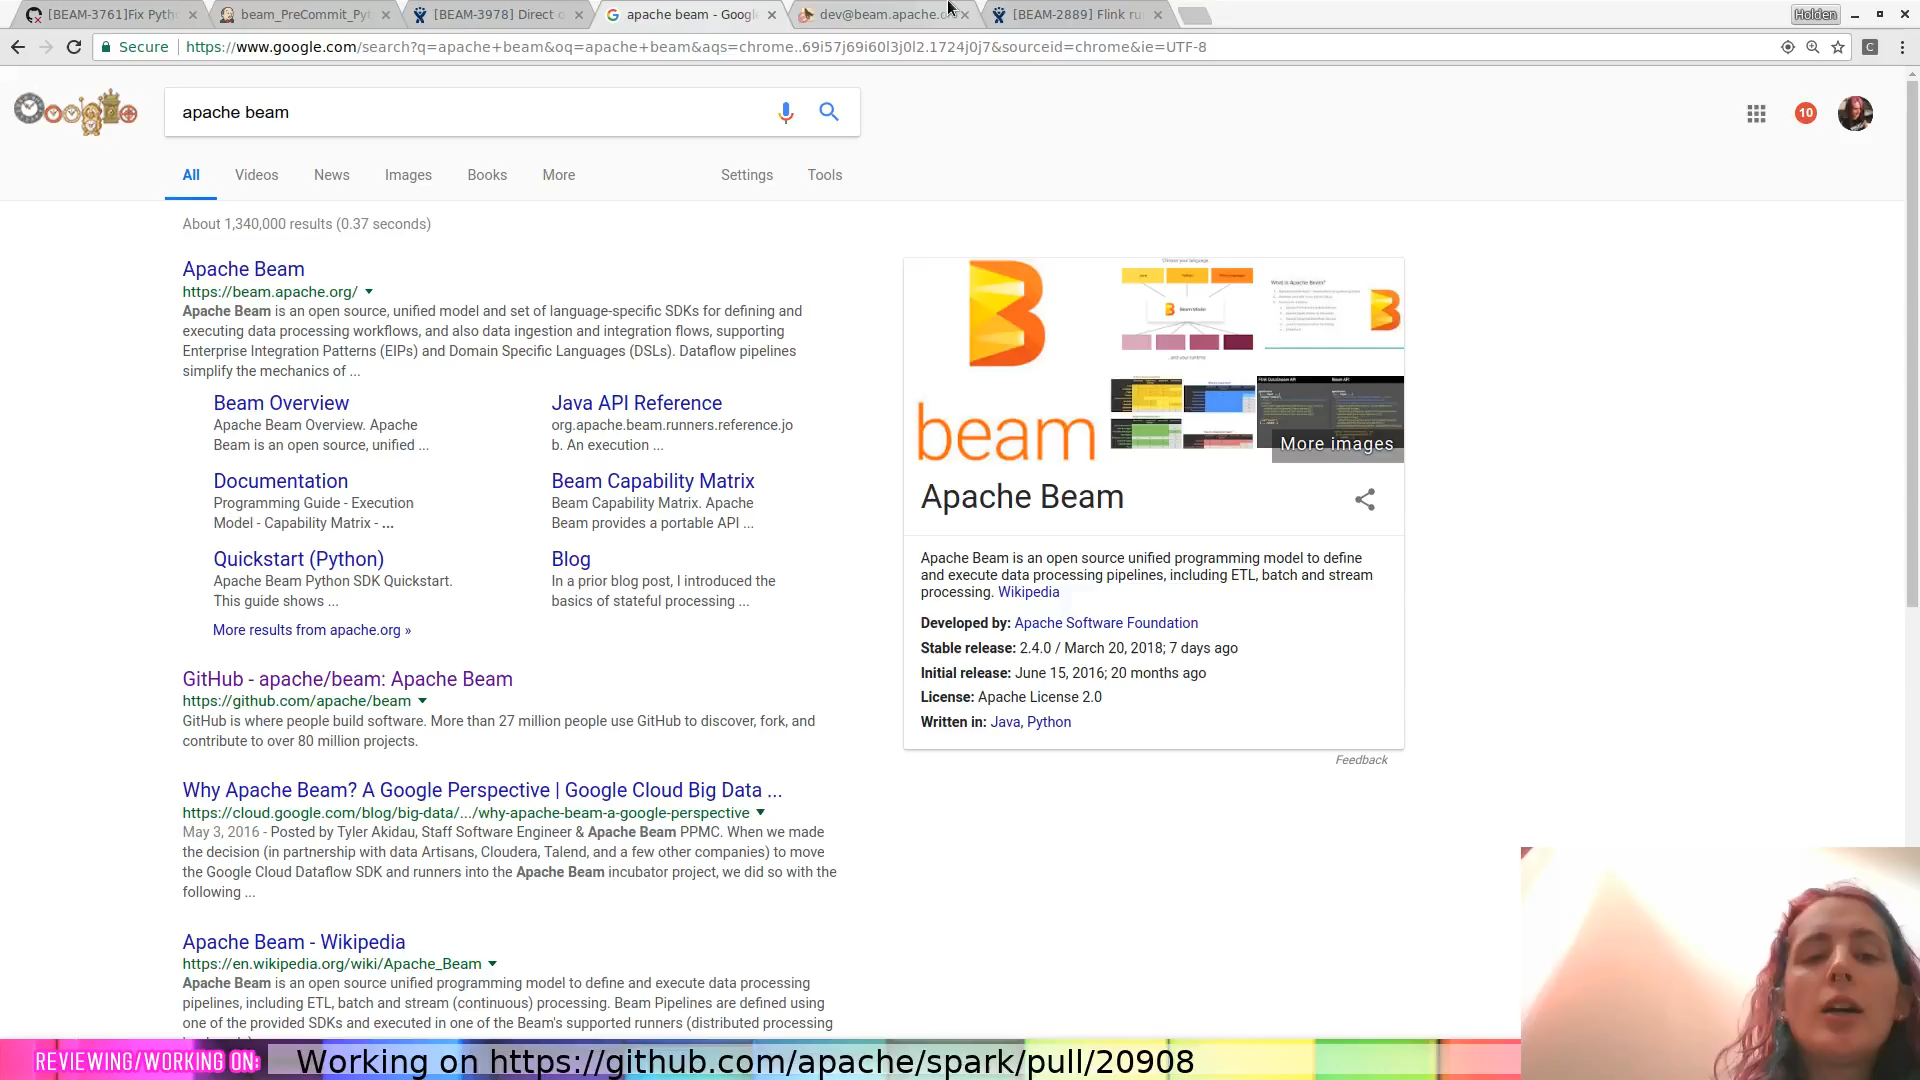 [BEAM-3761]Fix Pyth
beam_PreCommit_Pyt
[BEAM-3978] Direct
apache beam - Googl
dev@beam.apache.o
[BEAM-2889] Flink ru
Holden
Secure
https://www.google.com/search?q=apache+beam&oq=apache+beam&aqs=chrome..69i57j69i60l3j0l2.1724j0j7&sourceid=chrome&ie=UTF-8
Google
apache beam
10
All Videos News Images Books More Settings Tools
About 1,340,000 results (0.37 seconds)
Apache Beam
https://beam.apache.org/
Apache Beam is an open source, unified model and set of language-specific SDKs for defining and
executing data processing workflows, and also data ingestion and integration flows, supporting
Enterprise Integration Patterns (EIPs) and Domain Specific Languages (DSLs). Dataflow pipelines
simplify the mechanics of ...
Beam Overview
Apache Beam Overview. Apache
Beam is an open source, unified ...
Java API Reference
org.apache.beam.runners.reference.jo
b. An execution ...
Documentation
Programming Guide - Execution
Model - Capability Matrix - ...
Beam Capability Matrix
Beam Capability Matrix. Apache
Beam provides a portable API ...
Quickstart (Python)
Apache Beam Python SDK Quickstart.
This guide shows ...
Blog
In a prior blog post, I introduced the
basics of stateful processing ...
More results from apache.org »
GitHub - apache/beam: Apache Beam
https://github.com/apache/beam
GitHub is where people build software. More than 27 million people use GitHub to discover, fork, and
contribute to over 80 million projects.
Why Apache Beam? A Google Perspective | Google Cloud Big Data ...
https://cloud.google.com/blog/big-data/.../why-apache-beam-a-google-perspective
May 3, 2016 - Posted by Tyler Akidau, Staff Software Engineer & Apache Beam PPMC. When we made
the decision (in partnership with data Artisans, Cloudera, Talend, and a few other companies) to move
the Google Cloud Dataflow SDK and runners into the Apache Beam incubator project, we did so with the
following ...
Apache Beam - Wikipedia
https://en.wikipedia.org/wiki/Apache_Beam
Apache Beam is an open source unified programming model to define and execute data processing
pipelines, including ETL, batch and stream (continuous) processing. Beam Pipelines are defined using
one of the provided SDKs and executed in one of the Beam's supported runners (distributed processing
beam
Choose your language
Beam Model
What is Apache Beam?
More images
Apache Beam
Apache Beam is an open source unified programming model to define
and execute data processing pipelines, including ETL, batch and stream
processing. Wikipedia
Developed by: Apache Software Foundation
Stable release: 2.4.0 / March 20, 2018; 7 days ago
Initial release: June 15, 2016; 20 months ago
License: Apache License 2.0
Written in: Java, Python
Feedback
REVIEWING/WORKING ON:
Working on https://github.com/apache/spark/pull/20908